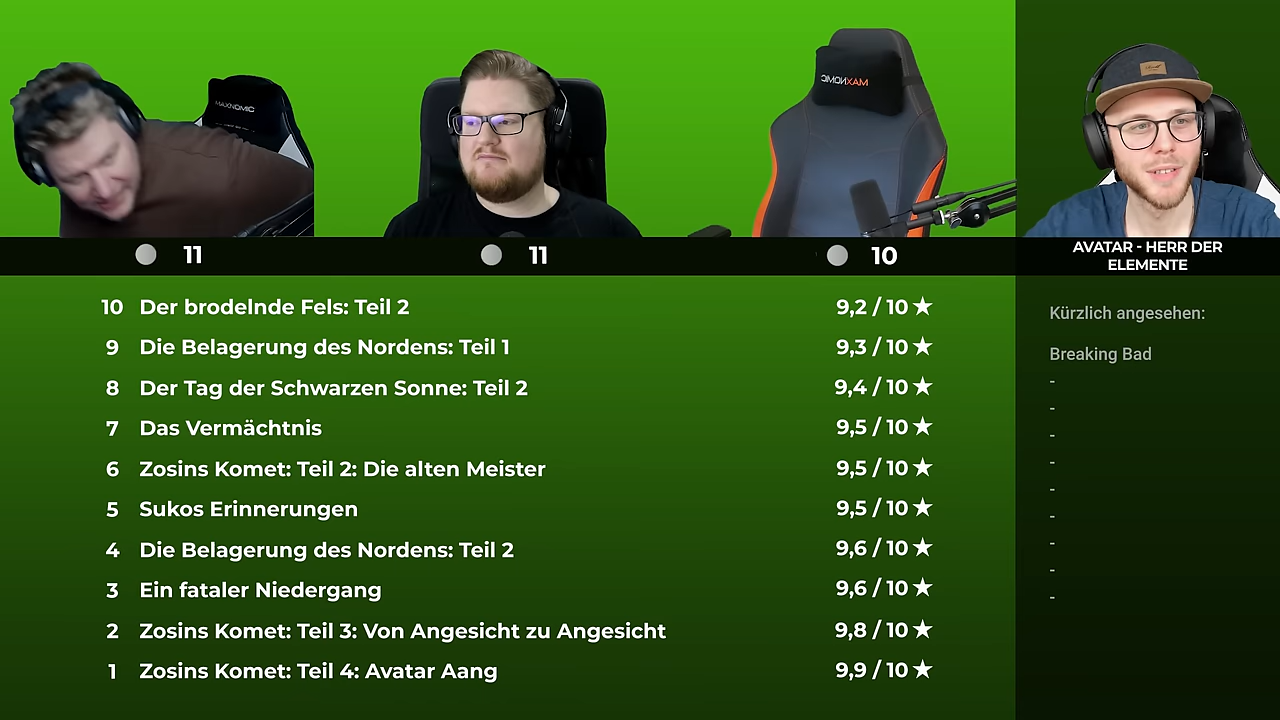 MAXNOMIC
MAXNOMIC
11
11
10
AVATAR - HERR DER
ELEMENTE
10 Der brodelnde Fels: Teil 2 9,2 / 10 ★
9 Die Belagerung des Nordens: Teil 1 9,3 / 10 ★
8 Der Tag der Schwarzen Sonne: Teil 2 9,4 / 10 ★
7 Das Vermächtnis 9,5 / 10 ★
6 Zosins Komet: Teil 2: Die alten Meister 9,5 / 10 ★
5 Sukos Erinnerungen 9,5 / 10 ★
4 Die Belagerung des Nordens: Teil 2 9,6 / 10 ★
3 Ein fataler Niedergang 9,6 / 10 ★
2 Zosins Komet: Teil 3: Von Angesicht zu Angesicht 9,8 / 10 ★
1 Zosins Komet: Teil 4: Avatar Aang 9,9 / 10 ★
Kürzlich angesehen:
Breaking Bad
-
-
-
-
-
-
-
-
-